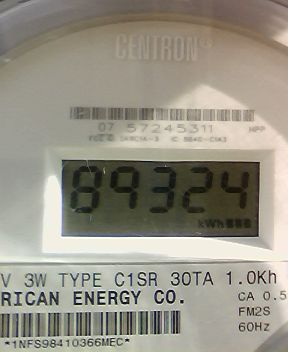 CENTRON®
07 57245311 HPP
89324
kWh
V 3W TYPE C1SR 30TA 1.0Kh
RICAN ENERGY CO. CA 0.5
FM2S
*1NFS98410366MEC* 60Hz